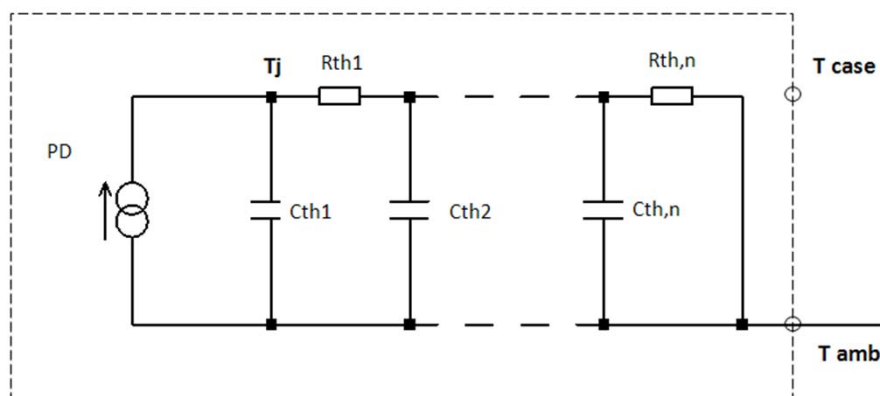 Tj
Rth1
Rth,n
T case
PD
Cth1
Cth2
Cth,n
T amb